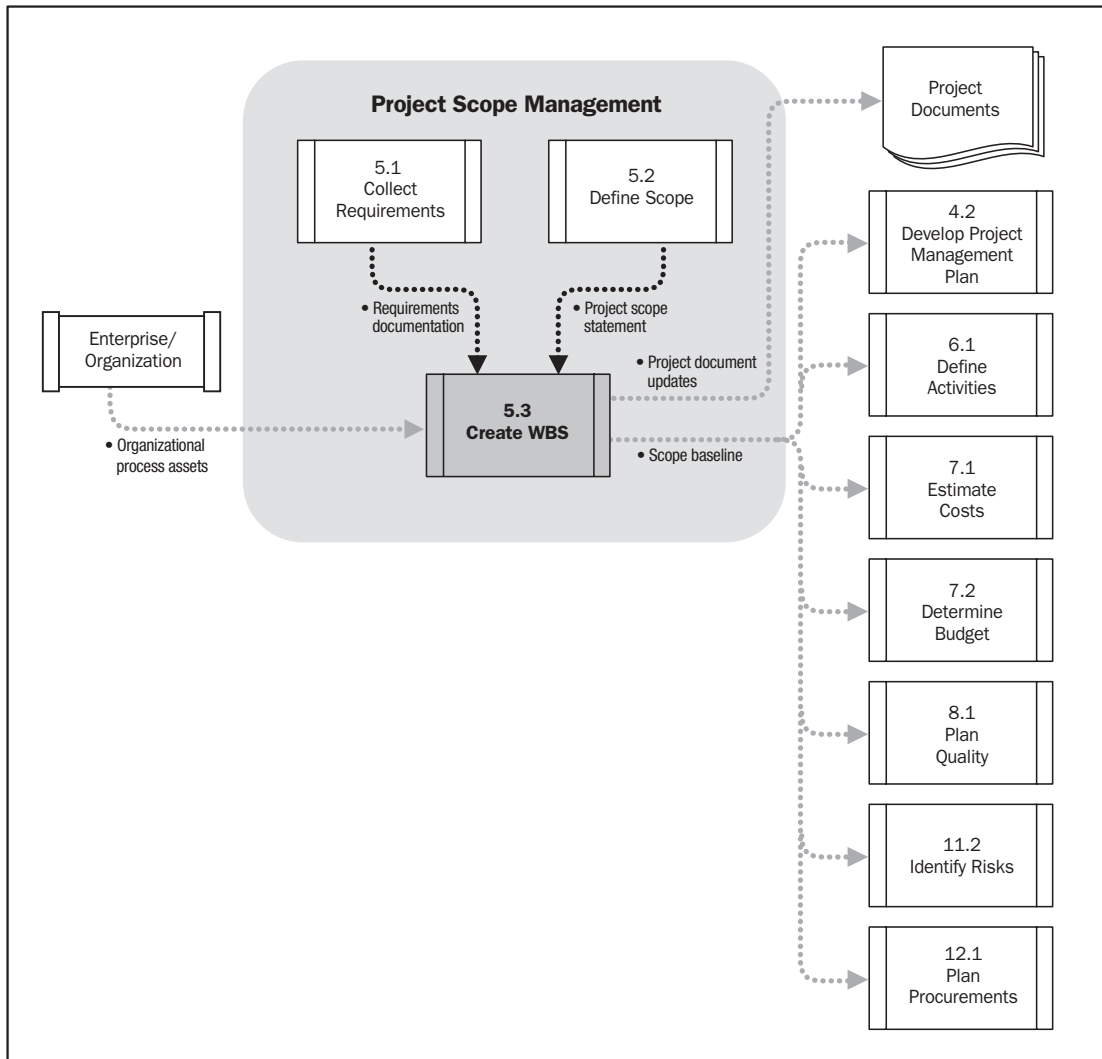 Project Scope Management
5.1
Collect
Requirements
5.2
Define Scope
• Requirements
documentation
• Project scope
statement
Enterprise/
Organization
• Organizational
process assets
5.3
Create WBS
• Project document
updates
• Scope baseline
Project
Documents
4.2
Develop Project
Management
Plan
6.1
Define
Activities
7.1
Estimate
Costs
7.2
Determine
Budget
8.1
Plan
Quality
11.2
Identify Risks
12.1
Plan
Procurements